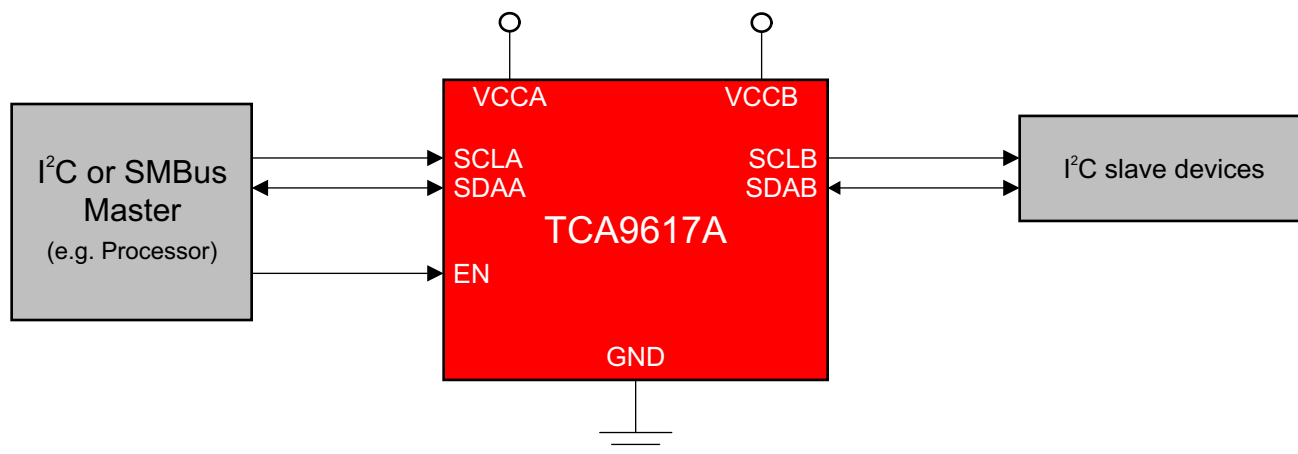 VCCA
VCCB
I²C or SMBus
Master
(e.g. Processor)
SCLA
SDAA
EN
SCLB
SDAB
TCA9617A
GND
I²C slave devices